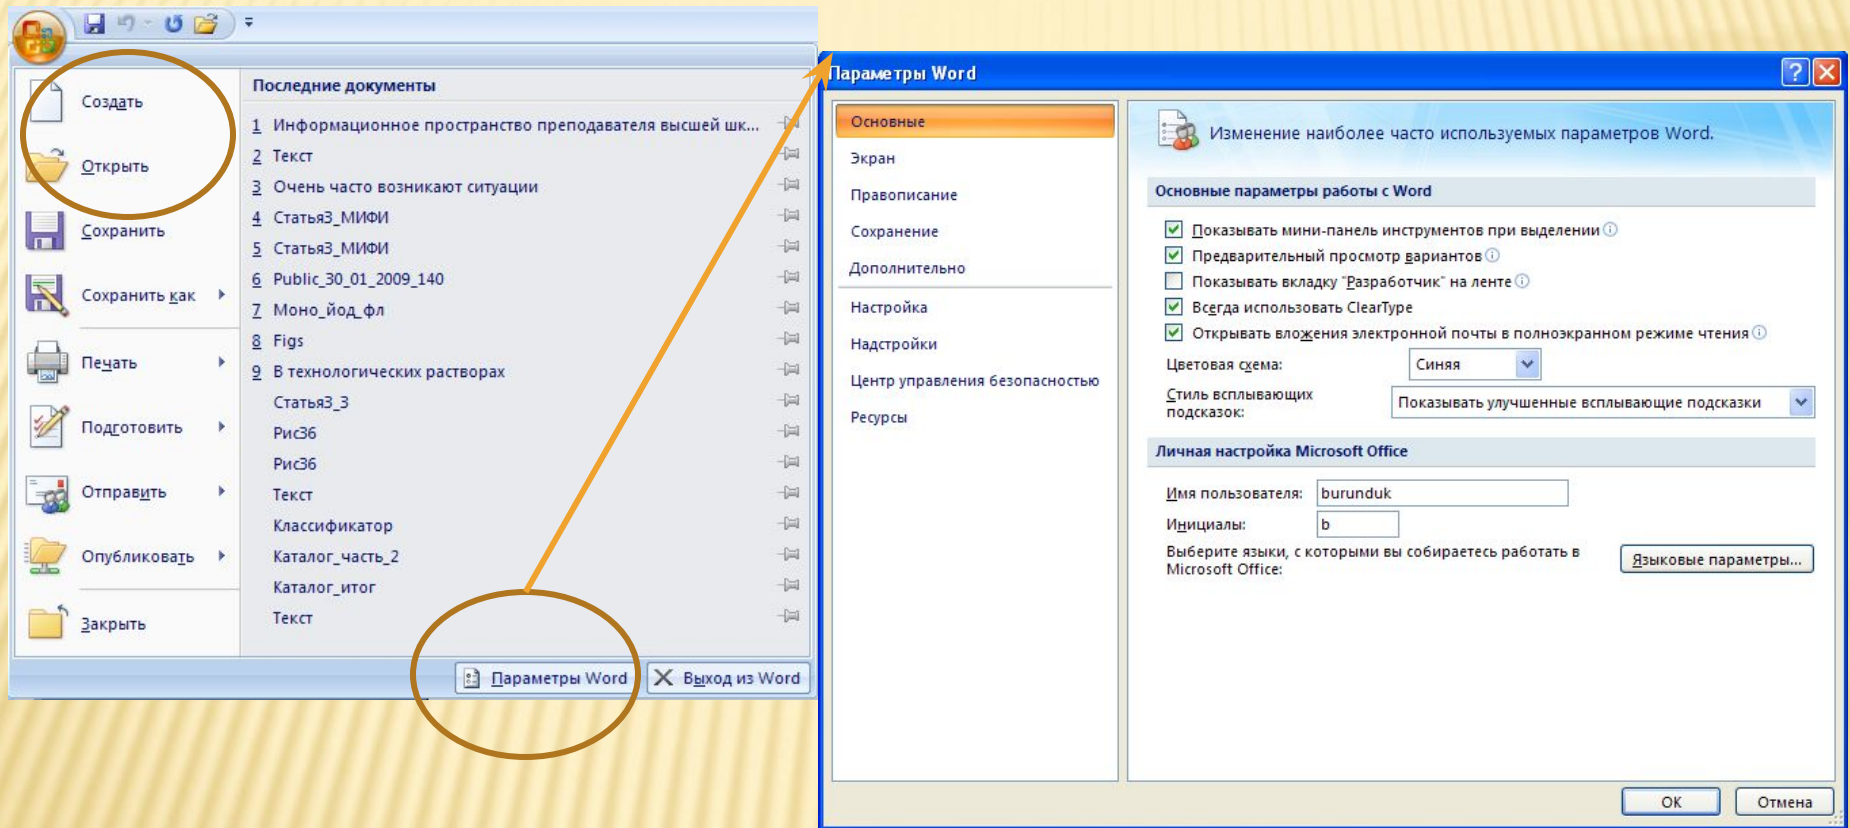 Создать
Открыть
Сохранить
Сохранить как
Печать
Подготовить
Отправить
Опубликовать
Закрыть
Последние документы
1 Информационное пространство преподавателя высшей шк...
2 Текст
3 Очень часто возникают ситуации
4 Статья3_МИФИ
5 Статья3_МИФИ
6 Public_30_01_2009_140
7 Моно_йод_фл
8 Figs
9 В технологических растворах
Статья3_3
Рис36
Рис36
Текст
Классификатор
Каталог_часть_2
Каталог_итог
Текст
Параметры Word
Выход из Word
Параметры Word
Основные
Экран
Правописание
Сохранение
Дополнительно
Настройка
Надстройки
Центр управления безопасностью
Ресурсы
Изменение наиболее часто используемых параметров Word.
Основные параметры работы с Word
Показывать мини-панель инструментов при выделении
Предварительный просмотр вариантов
Показывать вкладку "Разработчик" на ленте
Всегда использовать ClearType
Открывать вложения электронной почты в полноэкранном режиме чтения
Цветовая схема: Синяя
Стиль всплывающих
подсказок: Показывать улучшенные всплывающие подсказки
Личная настройка Microsoft Office
Имя пользователя: burunduk
Инициалы: b
Выберите языки, с которыми вы собираетесь работать в
Microsoft Office:
Языковые параметры...
ОК
Отмена